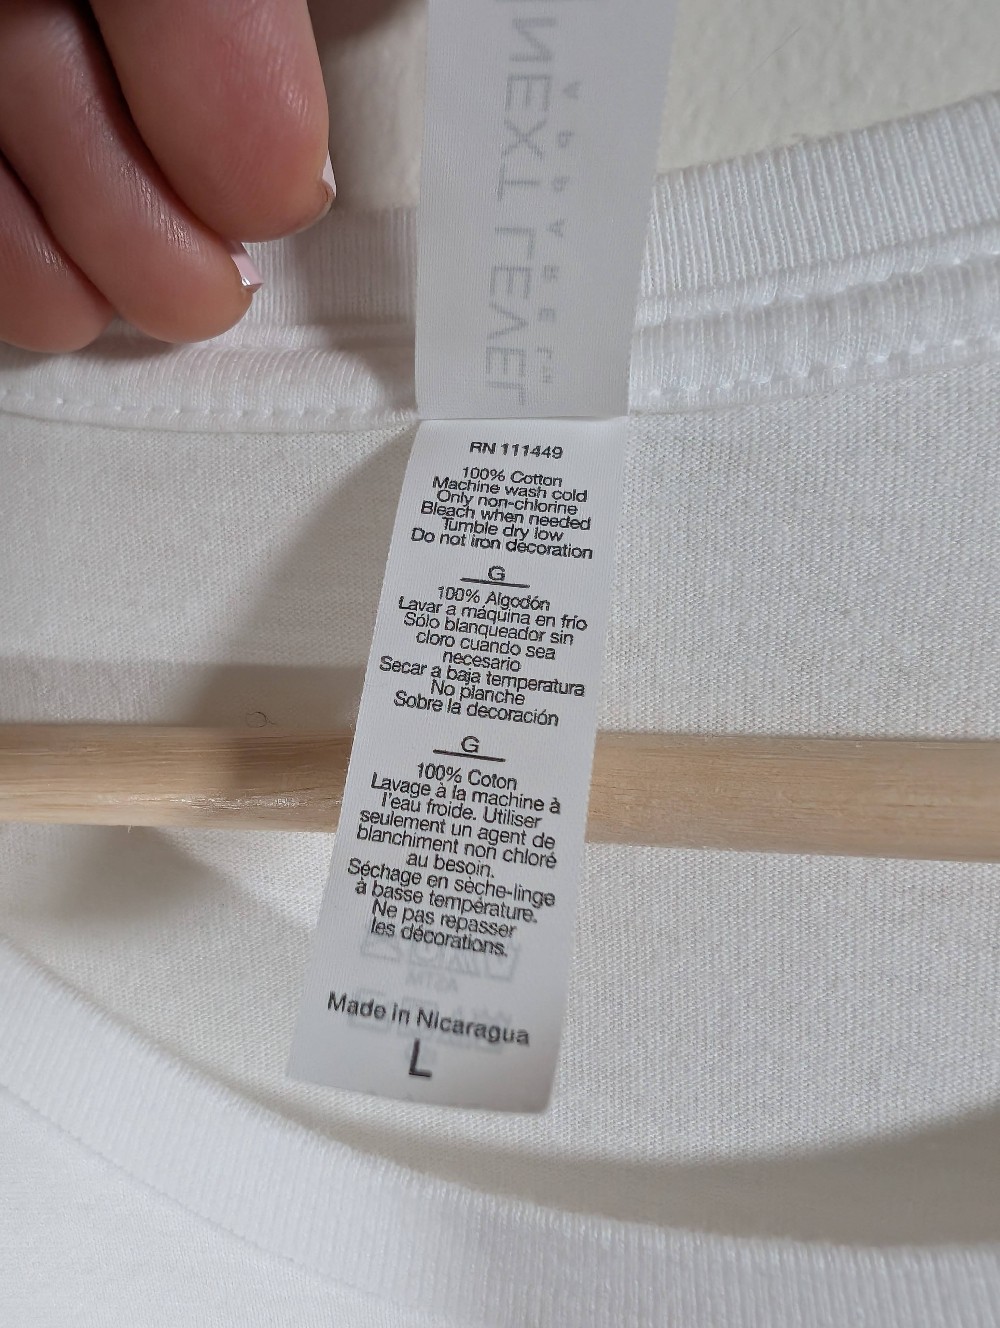 NEXT LEVEL
APPAREL
RN 111449
100% Cotton
Machine wash cold
Only non-chlorine
Bleach when needed
Tumble dry low
Do not iron decoration
G
100% Algodón
Lavar a máquina en frío
Sólo blanqueador sin
cloro cuando sea
necesario
Secar a baja temperatura
No planche
Sobre la decoración
G
100% Coton
Lavage à la machine à
l'eau froide. Utiliser
seulement un agent de
blanchiment non chloré
au besoin.
Séchage en sèche-linge
à basse température.
Ne pas repasser
les décorations.
ASTM
Made in Nicaragua
L